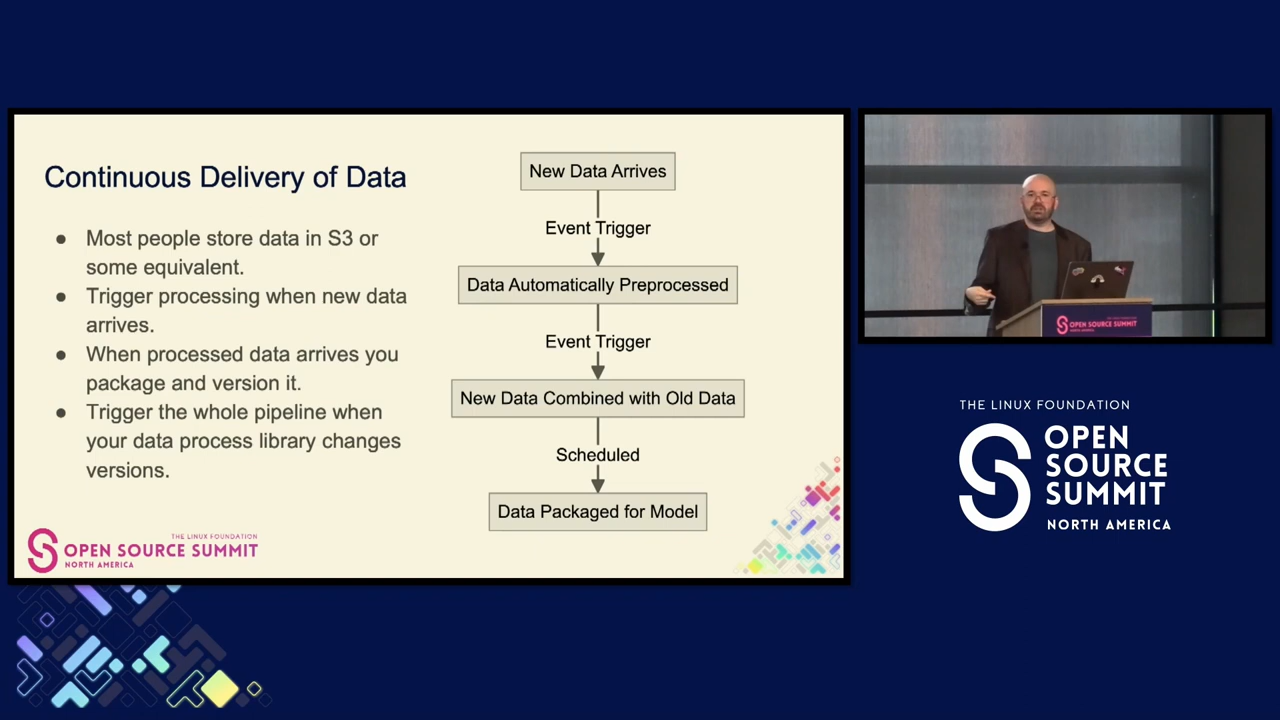 Continuous Delivery of Data
● Most people store data in S3 or
some equivalent.
● Trigger processing when new data
arrives.
● When processed data arrives you
package and version it.
● Trigger the whole pipeline when
your data process library changes
versions.
New Data Arrives
Event Trigger
Data Automatically Preprocessed
Event Trigger
New Data Combined with Old Data
Scheduled
Data Packaged for Model
THE LINUX FOUNDATION
OPEN SOURCE SUMMIT
NORTH AMERICA
OPEN SOURCE SUMMIT
THE LINUX FOUNDATION
OPEN
SOURCE
SUMMIT
NORTH AMERICA